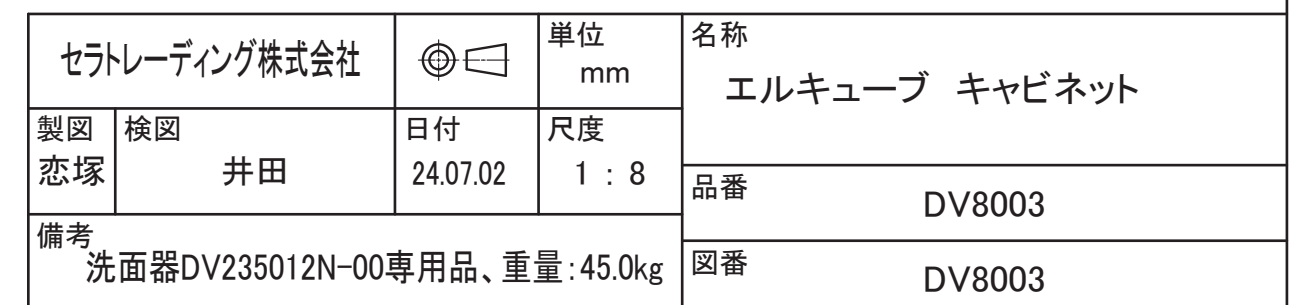 セラトレーディング株式会社
単位
mm
名称
エルキューブ　キャビネット
製図
恋塚
検図
井田
日付
24.07.02
尺度
1 : 8
品番
DV8003
備考
洗面器DV235012N-00専用品、重量:45.0kg
図番
DV8003